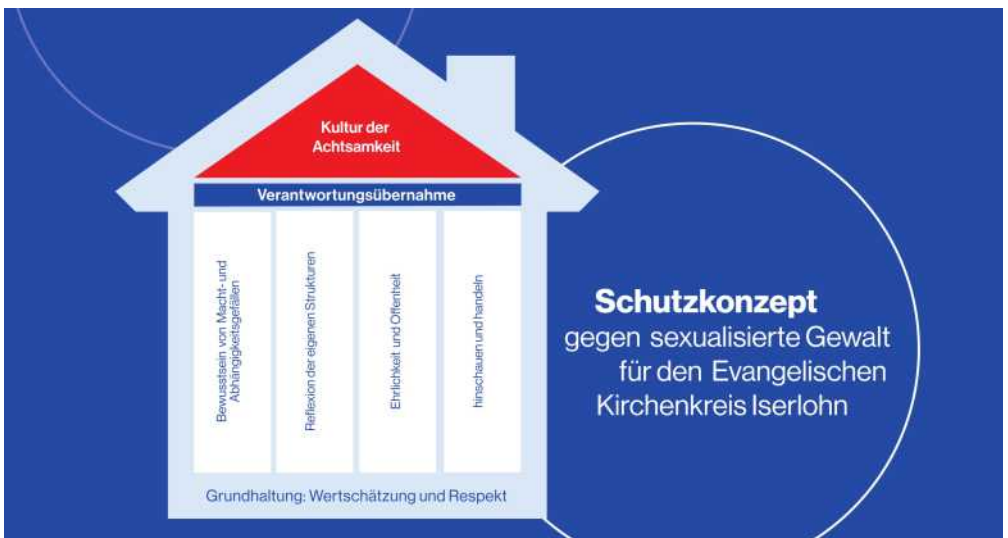 Kultur der
Achtsamkeit
Verantwortungsübernahme
Bewusstsein von Macht- und
Abhängigkeitsgefällen
Reflexion der eigenen Strukturen
Ehrlichkeit und Offenheit
hinschauen und handeln
Grundhaltung: Wertschätzung und Respekt
Schutzkonzept
gegen sexualisierte Gewalt
für den Evangelischen
Kirchenkreis Iserlohn